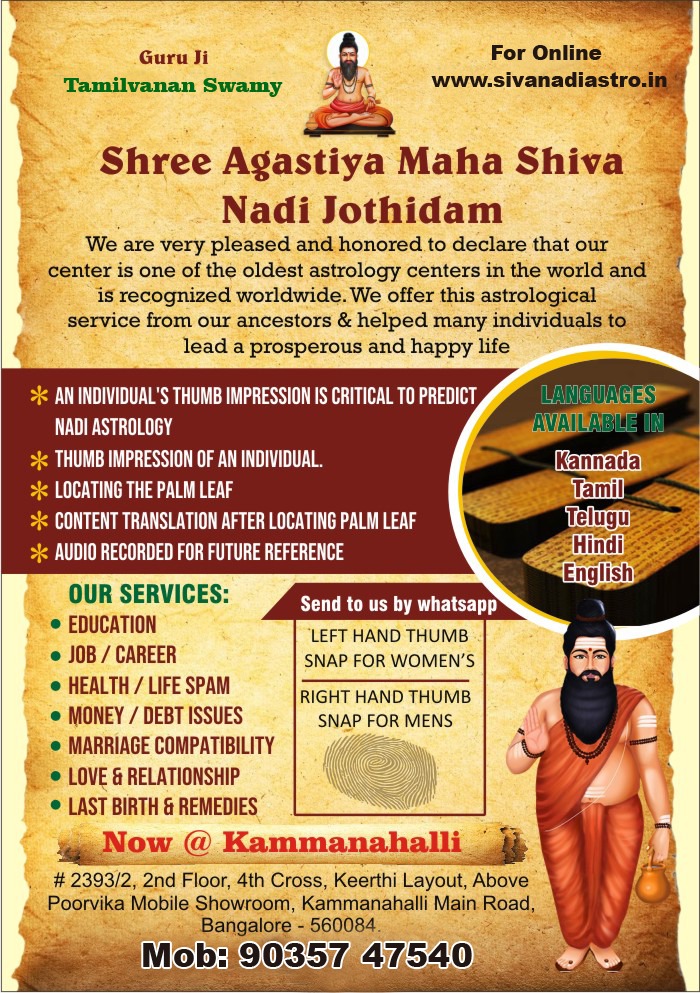 Guru Ji
Tamilvanan Swamy
For Online
www.sivanadiastro.in
Shree Agastiya Maha Shiva
Nadi Jothidam
We are very pleased and honored to declare that our
center is one of the oldest astrology centers in the world and
is recognized worldwide. We offer this astrological
service from our ancestors & helped many individuals to
lead a prosperous and happy life
AN INDIVIDUAL'S THUMB IMPRESSION IS CRITICAL TO PREDICT
NADI ASTROLOGY
THUMB IMPRESSION OF AN INDIVIDUAL.
LOCATING THE PALM LEAF
CONTENT TRANSLATION AFTER LOCATING PALM LEAF
AUDIO RECORDED FOR FUTURE REFERENCE
LANGUAGES
AVAILABLE IN
Kannada
Tamil
Telugu
Hindi
English
OUR SERVICES:
EDUCATION
JOB / CAREER
HEALTH / LIFE SPAM
MONEY / DEBT ISSUES
MARRIAGE COMPATIBILITY
LOVE & RELATIONSHIP
LAST BIRTH & REMEDIES
Send to us by whatsapp
LEFT HAND THUMB
SNAP FOR WOMEN'S
RIGHT HAND THUMB
SNAP FOR MENS
Now @ Kammanahalli
# 2393/2, 2nd Floor, 4th Cross, Keerthi Layout, Above
Poorvika Mobile Showroom, Kammanahalli Main Road,
Bangalore - 560084.
Mob: 90357 47540